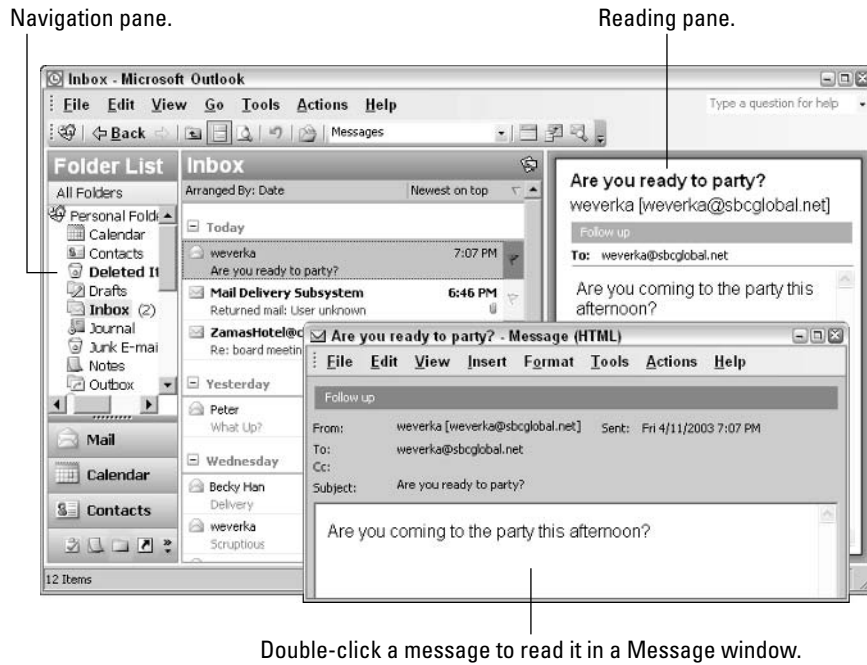 Navigation pane.
Reading pane.
Inbox - Microsoft Outlook
File Edit View Go Tools Actions Help
Type a question for help
Back
Messages
Folder List
All Folders
Personal Fold
Calendar
Contacts
Deleted It
Drafts
Inbox (2)
Journal
Junk E-mai
Notes
Outbox
Mail
Calendar
Contacts
12 Items
Inbox
Arranged By: Date Newest on top
Today
weverka 7:07 PM
Are you ready to party?
Mail Delivery Subsystem 6:46 PM
Returned mail: User unknown
ZamasHotel@c
Re: board meetin
Yesterday
Peter
What Up?
Wednesday
Becky Han
Delivery
weverka
Scruptious
Are you ready to party?
weverka [weverka@sbcglobal.net]
Follow up
To: weverka@sbcglobal.net
Are you coming to the party this
afternoon?
Are you ready to party? - Message (HTML)
File Edit View Insert Format Tools Actions Help
Follow up
From: weverka [weverka@sbcglobal.net] Sent: Fri 4/11/2003 7:07 PM
To: weverka@sbcglobal.net
Cc:
Subject: Are you ready to party?
Are you coming to the party this afternoon?
Double-click a message to read it in a Message window.